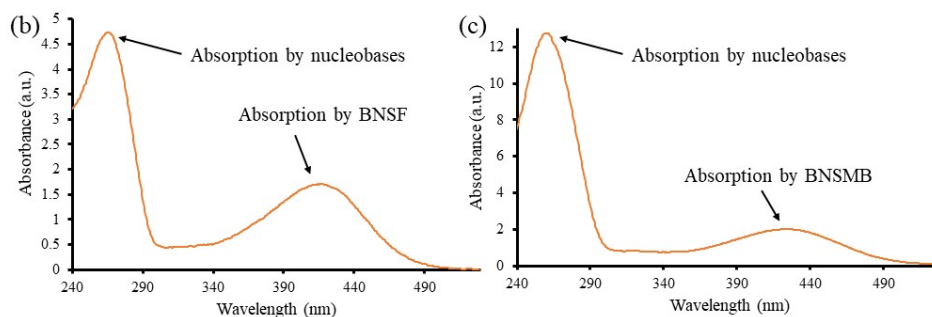 (b)
5
4.5
4
3.5
3
2.5
2
1.5
1
0.5
0
Absorbance (a.u.)
Absorption by nucleobases
Absorption by BNSF
240 290 340 390 440 490
Wavelength (nm)
(c)
12
10
8
6
4
2
0
Absorbance (a.u.)
Absorption by nucleobases
Absorption by BNSMB
240 290 340 390 440 490
Wavelength (nm)